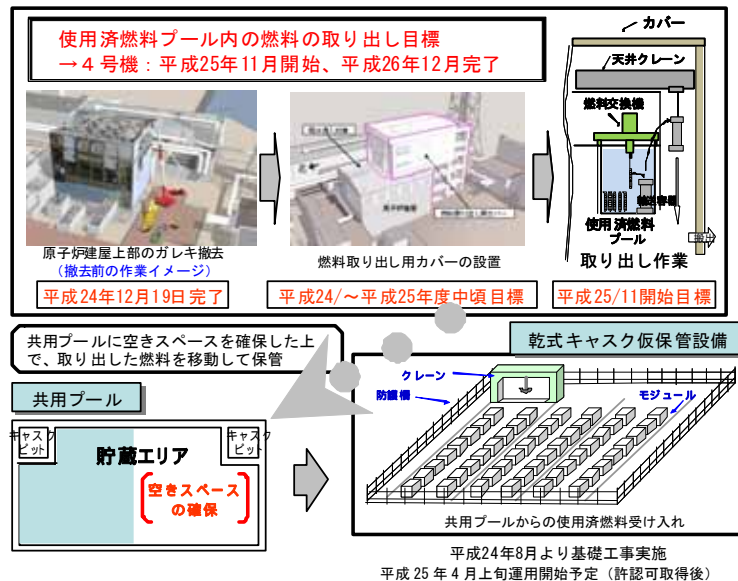 使用済燃料プール内の燃料の取り出し目標
→４号機：平成25年11月開始、平成26年12月完了
カバー
天井クレーン
燃料交換機
使用済燃料
プール
搬出
取り出し作業
原子炉建屋上部のガレキ撤去
（撤去前の作業イメージ）
燃料取り出し用カバーの設置
平成24年12月19日完了
平成24/～平成25年度中頃目標
平成25/11開始目標
共用プールに空きスペースを確保した上
で、取り出した燃料を移動して保管
乾式キャスク仮保管設備
共用プール
クレーン
防護柵
モジュール
キャスク
ピット
キャスク
ピット
貯蔵エリア
空きスペース
の確保
共用プールからの使用済燃料受け入れ
平成24年8月より基礎工事実施
平成 25 年 4 月上旬運用開始予定（許認可取得後）